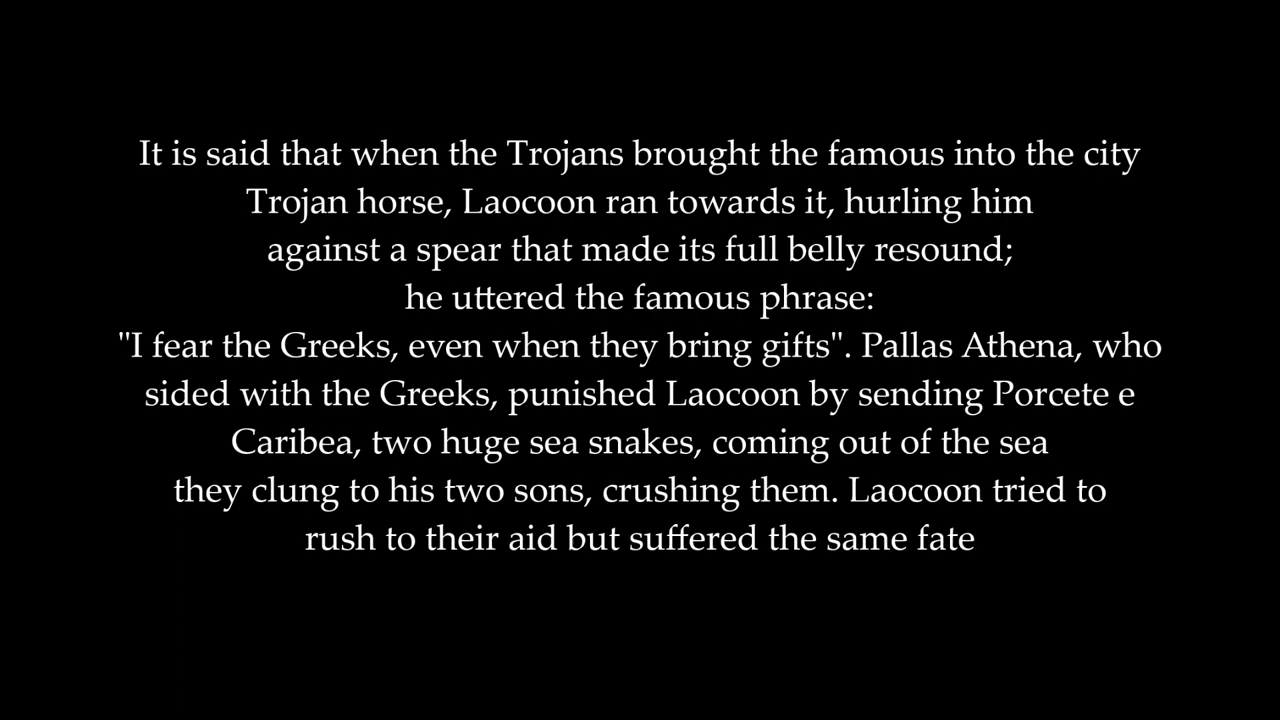 It is said that when the Trojans brought the famous into the city
Trojan horse, Laocoon ran towards it, hurling him
against a spear that made its full belly resound;
he uttered the famous phrase:
"I fear the Greeks, even when they bring gifts". Pallas Athena, who
sided with the Greeks, punished Laocoon by sending Porcete e
Caribea, two huge sea snakes, coming out of the sea
they clung to his two sons, crushing them. Laocoon tried to
rush to their aid but suffered the same fate